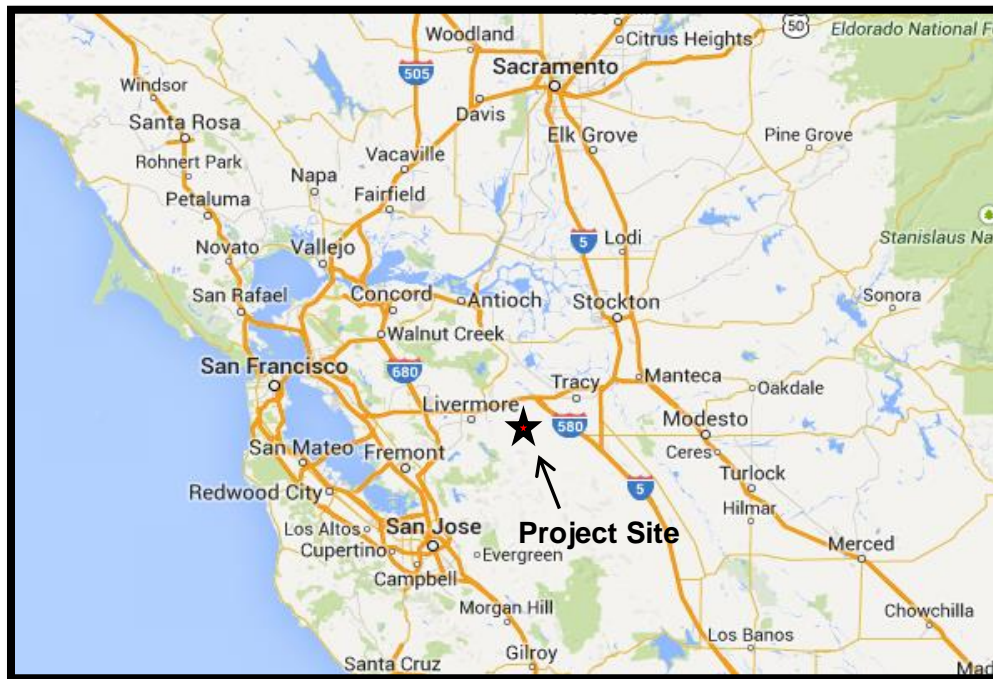 50
Eldorado National F
Woodland
Citrus Heights
505
Sacramento
Windsor
Davis
Santa Rosa
Elk Grove
Pine Grove
Rohnert Park
Vacaville
Napa
Fairfield
Petaluma
Stanislaus Na
Novato
Vallejo
5
Lodi
San Rafael
Concord
Antioch
Stockton
Sonora
Walnut Creek
San Francisco
680
Tracy
Manteca
Oakdale
Livermore
580
Modesto
San Mateo
Fremont
Ceres
Redwood City
Turlock
5
Hilmar
Los Altos
San Jose
Project Site
Cupertino
Evergreen
Merced
Campbell
Morgan Hill
Chowchilla
Los Banos
Gilroy
Santa Cruz
Mad